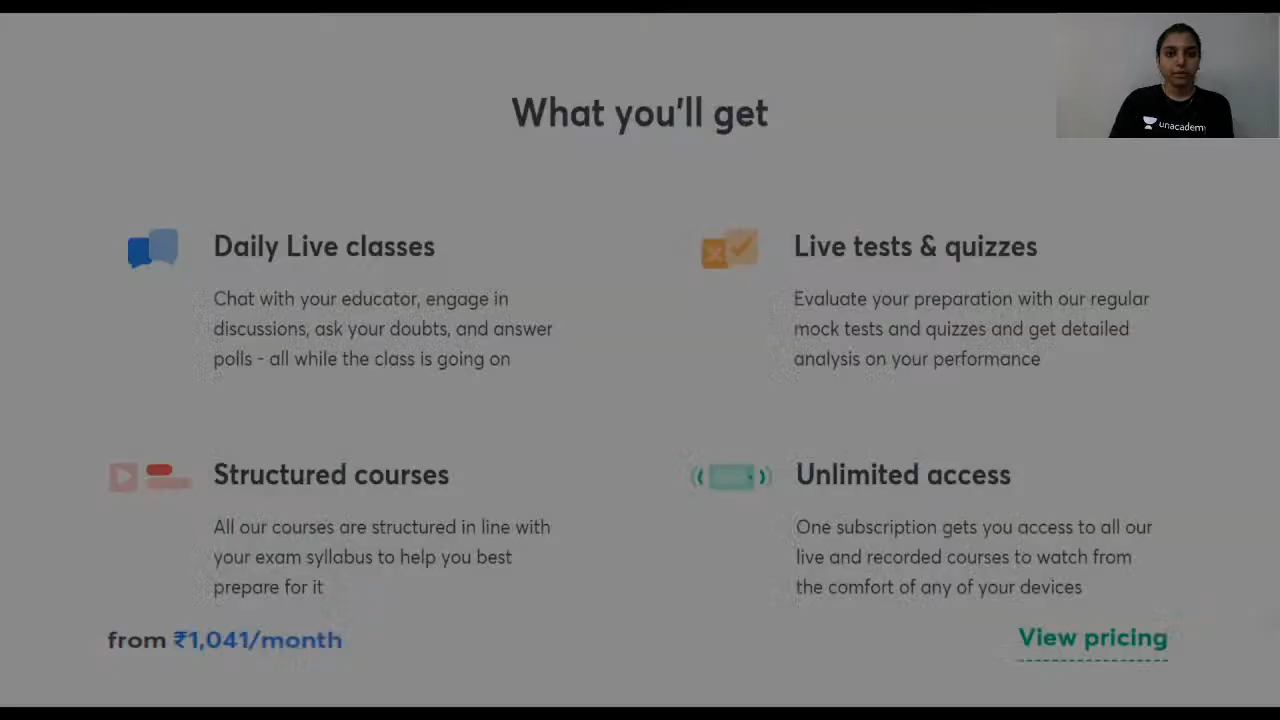 What you'll get
unacademy
Daily Live classes
Chat with your educator, engage in
discussions, ask your doubts, and answer
polls - all while the class is going on
Live tests & quizzes
Evaluate your preparation with our regular
mock tests and quizzes and get detailed
analysis on your performance
Structured courses
All our courses are structured in line with
your exam syllabus to help you best
prepare for it
Unlimited access
One subscription gets you access to all our
live and recorded courses to watch from
the comfort of any of your devices
from ₹1,041/month
View pricing